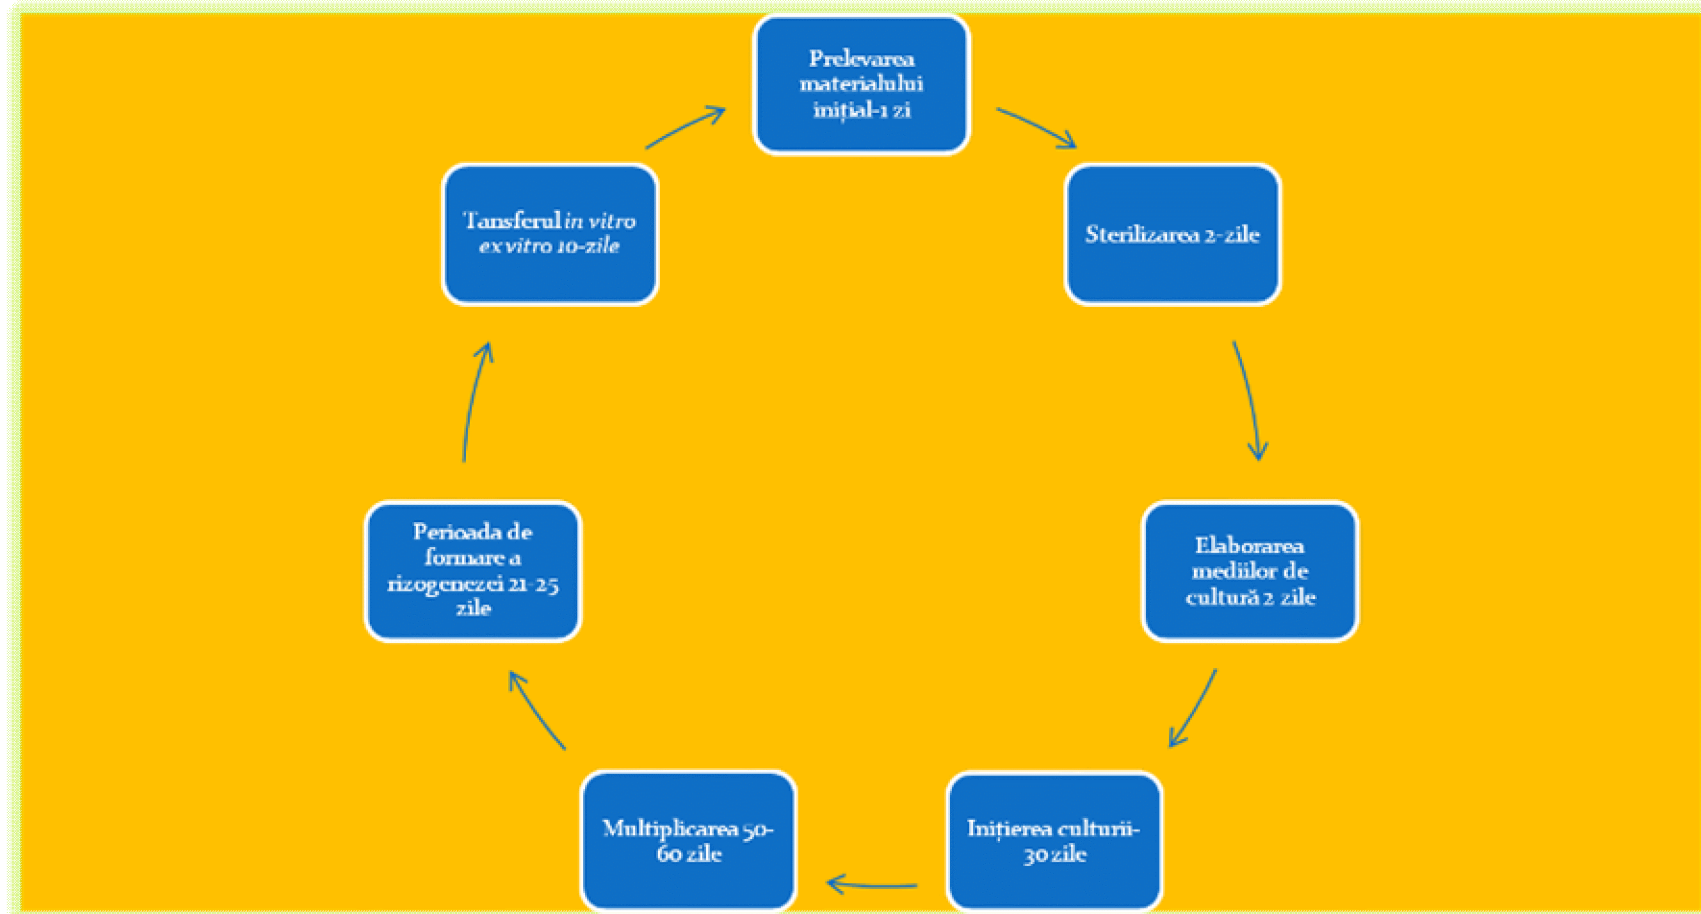 Prelevarea
materialului
inițial-1 zi
Sterilizarea 2-zile
Elaborarea
mediilor de
cultură 2 zile
Inițierea culturii-
30 zile
Multiplicarea 50-
60 zile
Perioada de
formare a
rizogenezei 21-25
zile
Tansferul in vitro
ex vitro 10-zile